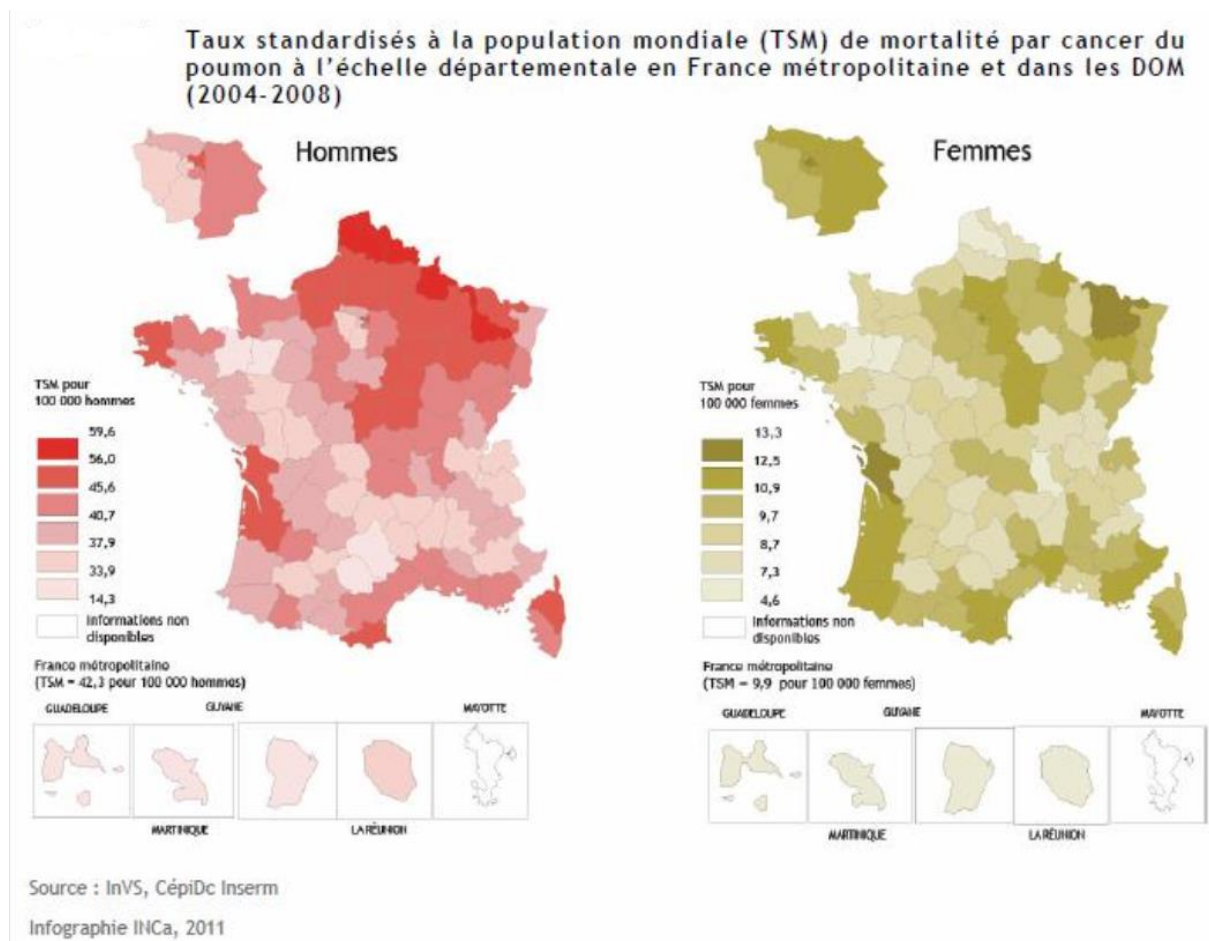 Taux standardisés à la population mondiale (TSM) de mortalité par cancer du
poumon à l'échelle départementale en France métropolitaine et dans les DOM
(2004-2008)
Hommes
TSM pour
100 000 hommes
59,6
56,0
45,6
40,7
37,9
33,9
14,3
Informations non
disponibles
France métropolitaine
(TSM = 42,3 pour 100 000 hommes)
GUADELOUPE
GUYANE
MAYOTTE
MARTINIQUE
LA RÉUNION
Femmes
TSM pour
100 000 femmes
13,3
12,5
10,9
9,7
8,7
7,3
4,6
Informations non
disponibles
France métropolitaine
(TSM = 9,9 pour 100 000 femmes)
GUADELOUPE
GUYANE
MAYOTTE
MARTINIQUE
LA RÉUNION
Source : InVS, CépiDc Inserm
Infographie INCa, 2011